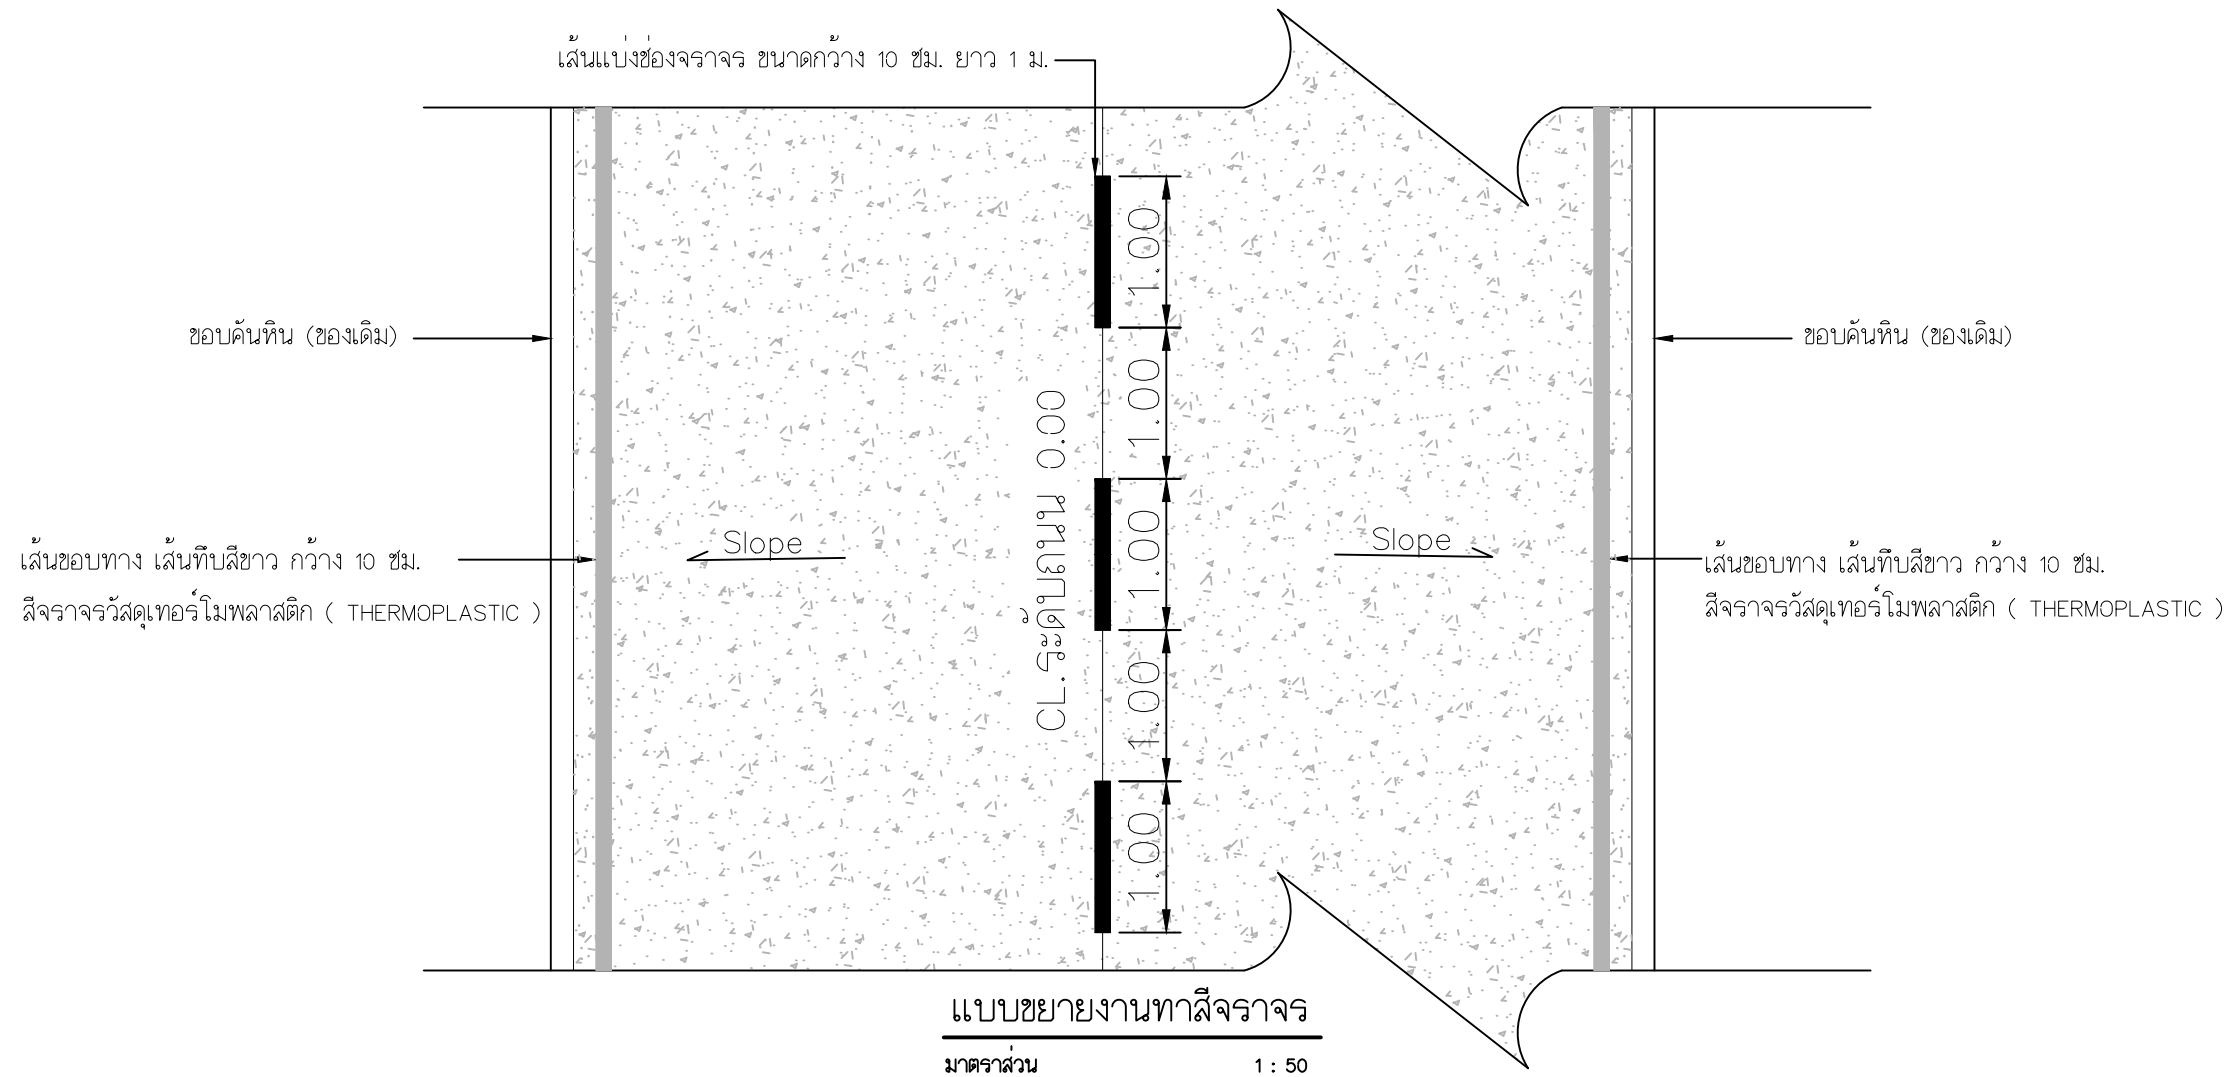 เส้นแบ่งช่องจราจร ขนาดกว้าง 10 ซม. ยาว 1 ม.
1.00
ขอบคันหิน (ของเดิม)
ขอบคันหิน (ของเดิม)
1.00
CL.ระดับถนน 0.00
Slope
1.00
Slope
เส้นขอบทาง เส้นทึบสีขาว กว้าง 10 ซม.
สีจราจรวัสดุเทอร์โมพลาสติก ( THERMOPLASTIC )
เส้นขอบทาง เส้นทึบสีขาว กว้าง 10 ซม.
สีจราจรวัสดุเทอร์โมพลาสติก ( THERMOPLASTIC )
1.00
1.00
แบบขยายงานทาสีจราจร
มาตราส่วน 1 : 50